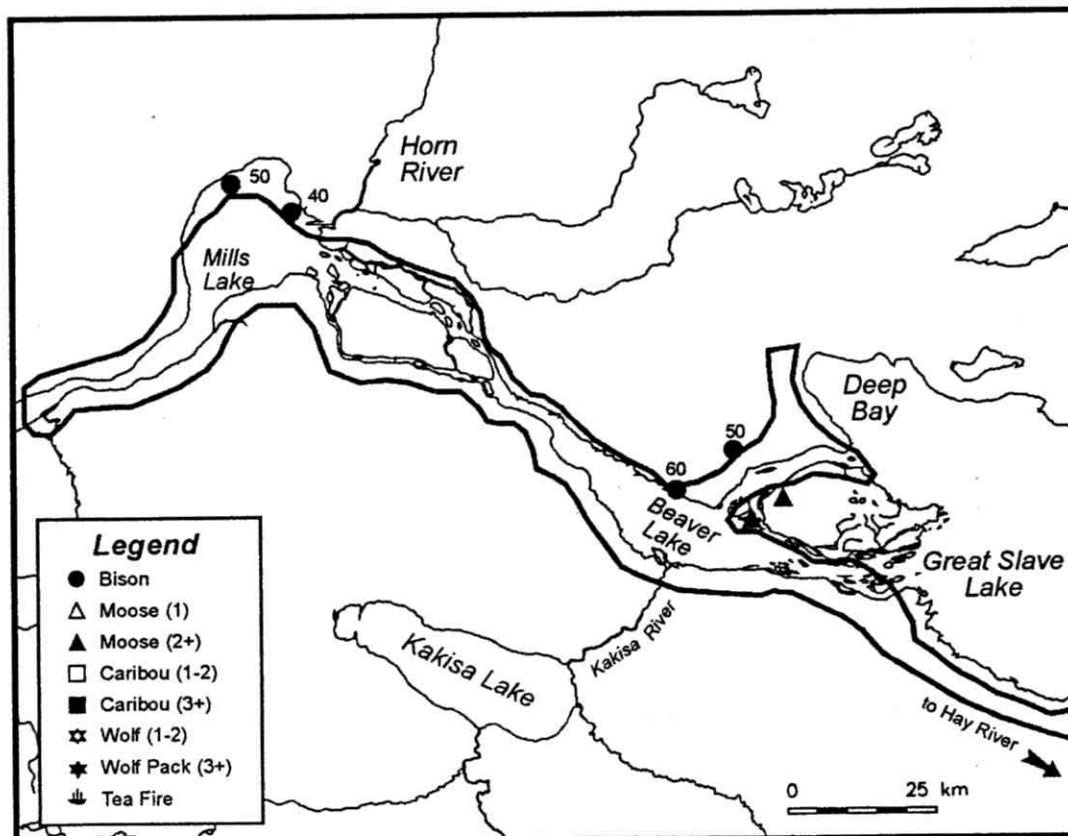 Horn
River
50
40
Mills
Lake
Deep
Bay
50
60
Beaver
Lake
Great Slave
Lake
Kakisa River
Kakisa Lake
to Hay River
Legend
Bison
Moose (1)
Moose (2+)
Caribou (1-2)
Caribou (3+)
Wolf (1-2)
Wolf Pack (3+)
Tea Fire
0 25 km